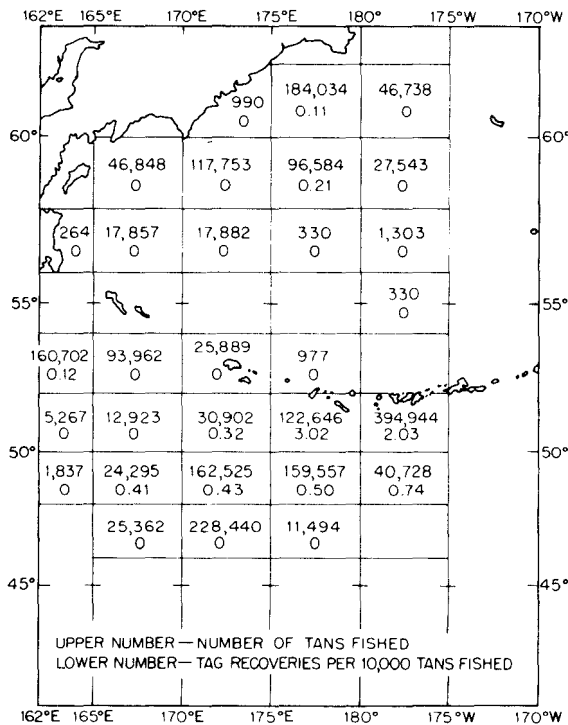 162°E 165°E 170°E 175°E 180° 175°W 170°W
184,034 46,738
990 0.11 0
0
60° 60°
46,848 117,753 96,584 27,543
0 0 0.21 0
264 17,857 17,882 330 1,303
0 0 0 0 0
55° 330 55°
0
160,702 93,962 25,889 977
0.12 0 0 0
5,267 12,923 30,902 122,646 394,944
0 0 0.32 3.02 2.03
50° 50°
1,837 24,295 162,525 159,557 40,728
0 0.41 0.43 0.50 0.74
25,362 228,440 11,494
0 0 0
45° 45°
UPPER NUMBER—NUMBER OF TANS FISHED
LOWER NUMBER—TAG RECOVERIES PER 10,000 TANS FISHED
162°E 165°E 170°E 175°E 180° 175°W 170°W